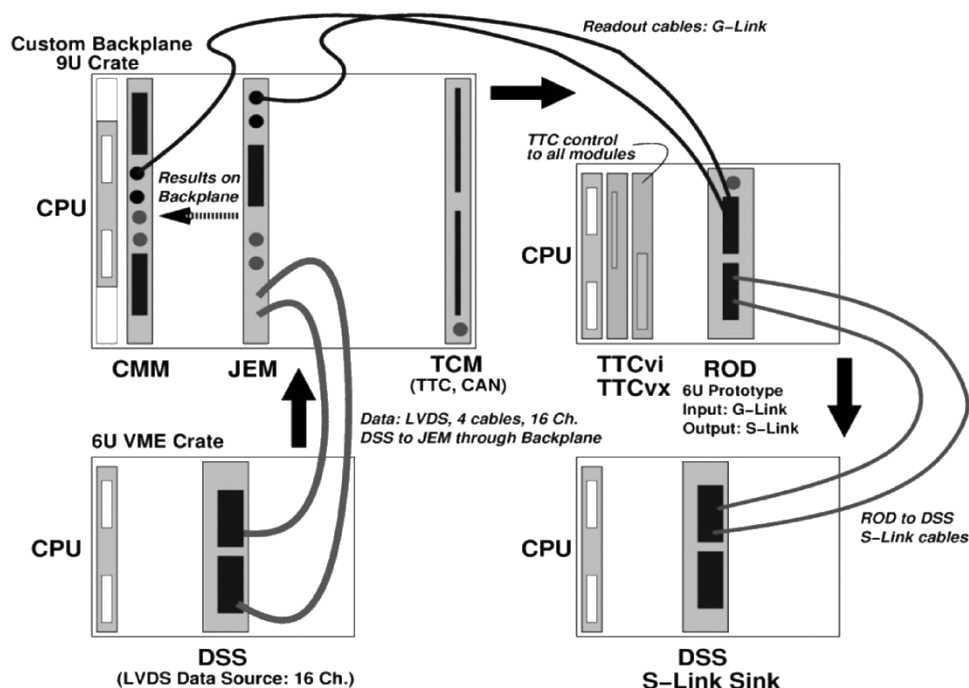 Readout cables: G-Link
Custom Backplane
9U Crate
TTC control
to all modules
Results on
Backplane
CPU
CPU
CMM
JEM
TCM
(TTC, CAN)
TTCvi
TTCvx
ROD
6U Prototype
Input: G-Link
Output: S-Link
Data: LVDS, 4 cables, 16 Ch.
DSS to JEM through Backplane
6U VME Crate
CPU
CPU
ROD to DSS
S-Link cables
DSS
(LVDS Data Source: 16 Ch.)
DSS
S-Link Sink